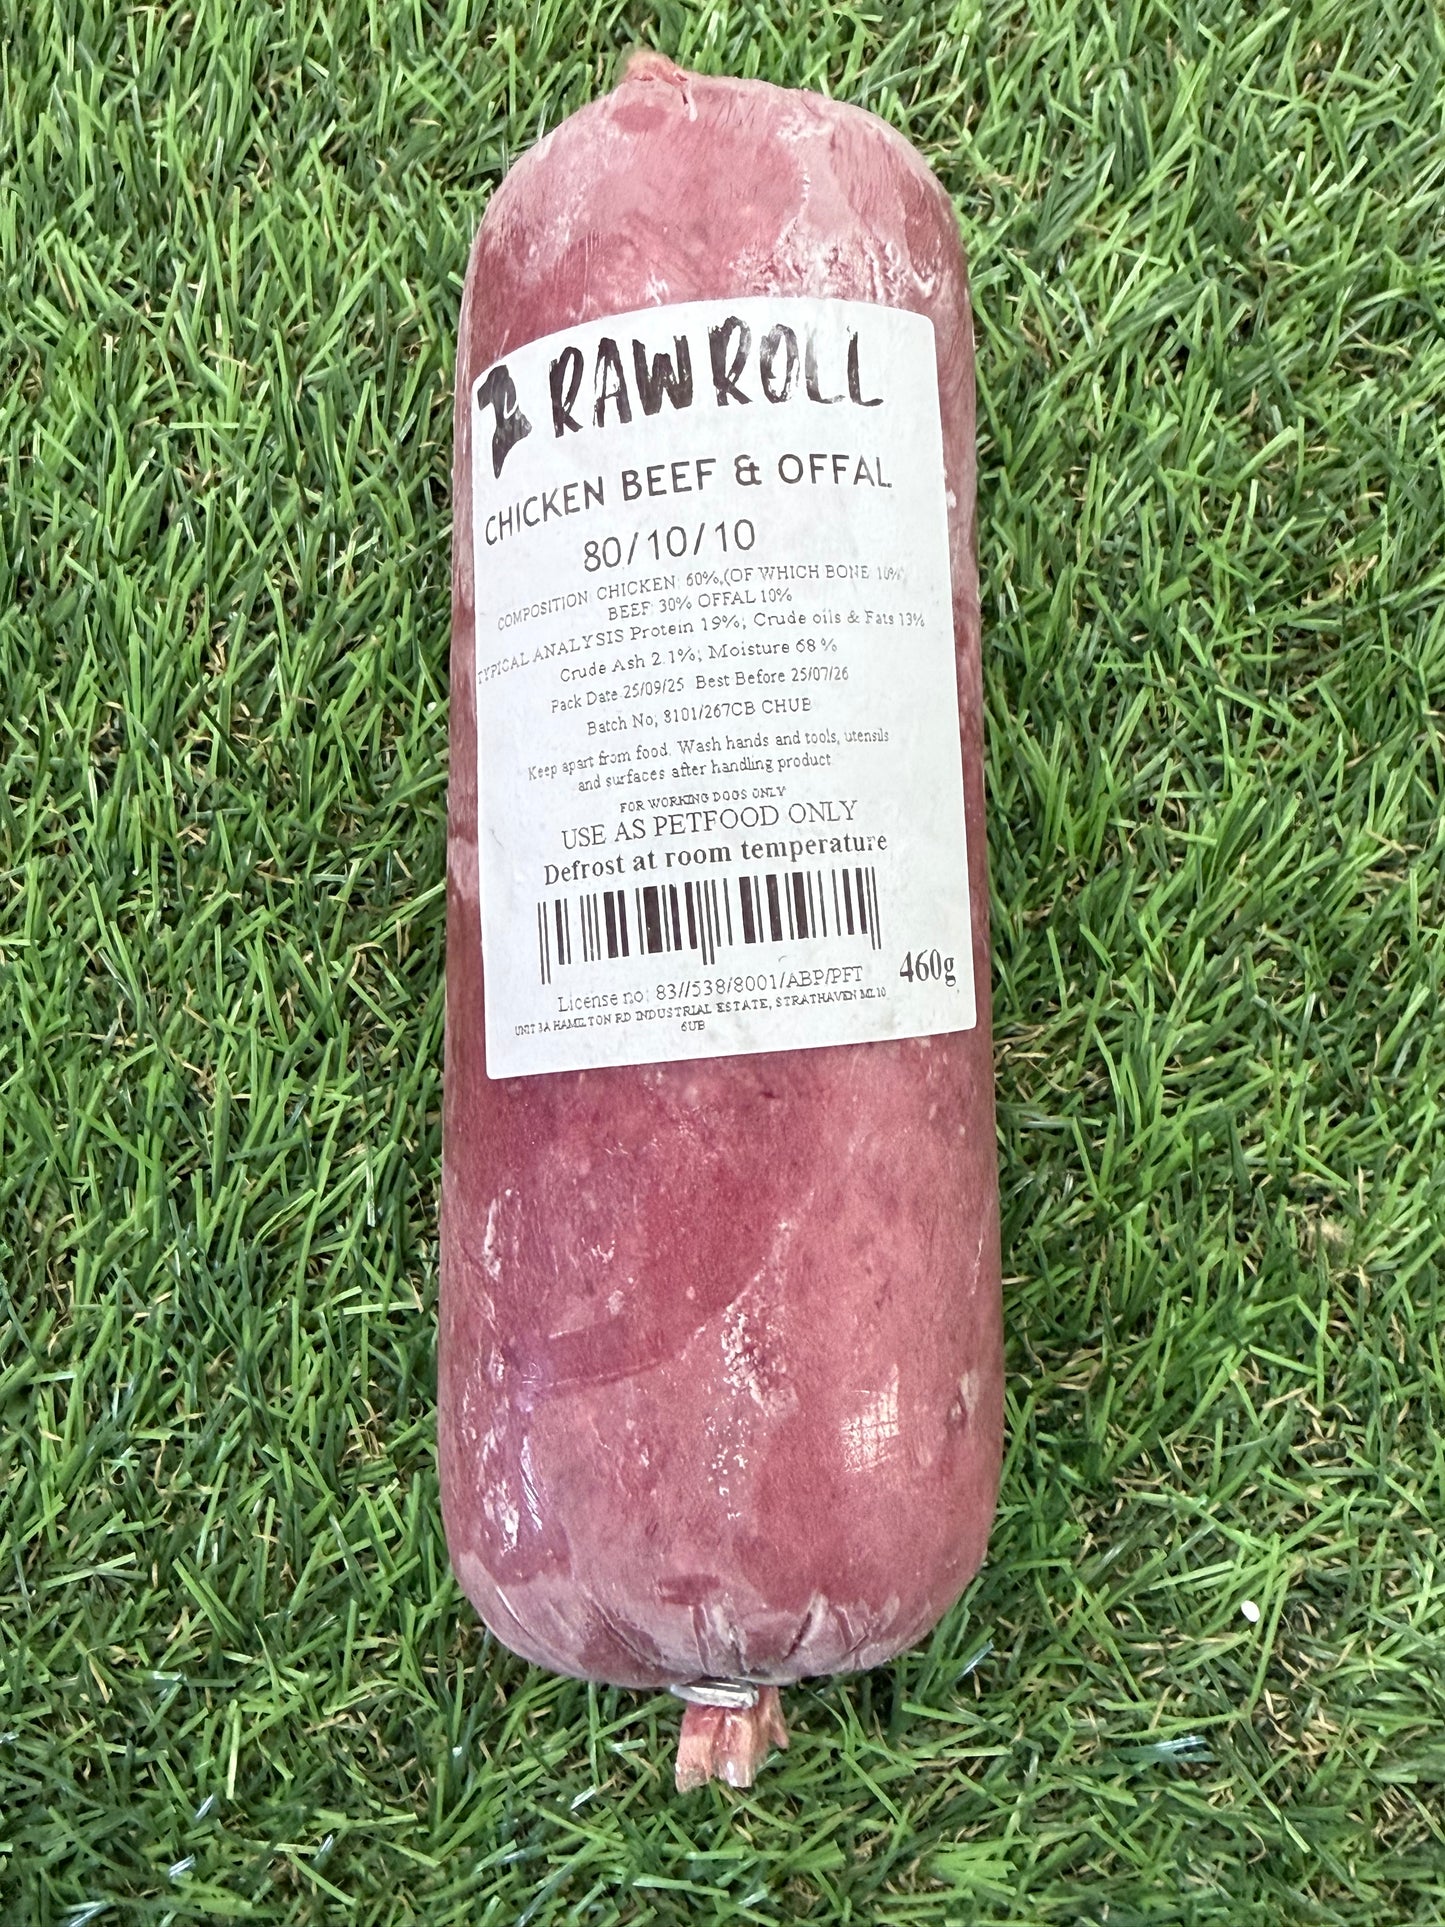 RAW ROLL
CHICKEN BEEF & OFFAL
80/10/10
COMPOSITION CHICKEN: 60%,(OF WHICH BONE 10%)
BEEF: 30% OFFAL 10%
TYPICAL ANALYSIS Protein 19%; Crude oils & Fats 13%
Crude Ash 2.1%; Moisture 68 %
Pack Date 25/09/25 Best Before 25/07/26
Batch No; 8101/267CB CHUB
Keep apart from food. Wash hands and tools, utensils
and surfaces after handling product.
FOR WORKING DOGS ONLY
USE AS PETFOOD ONLY
Defrost at room temperature
460g
License no: 83//538/8001/ABP/PFT
UNIT 3A HAMILTON RD INDUSTRIAL ESTATE, STRATHAVEN ML10
6UB